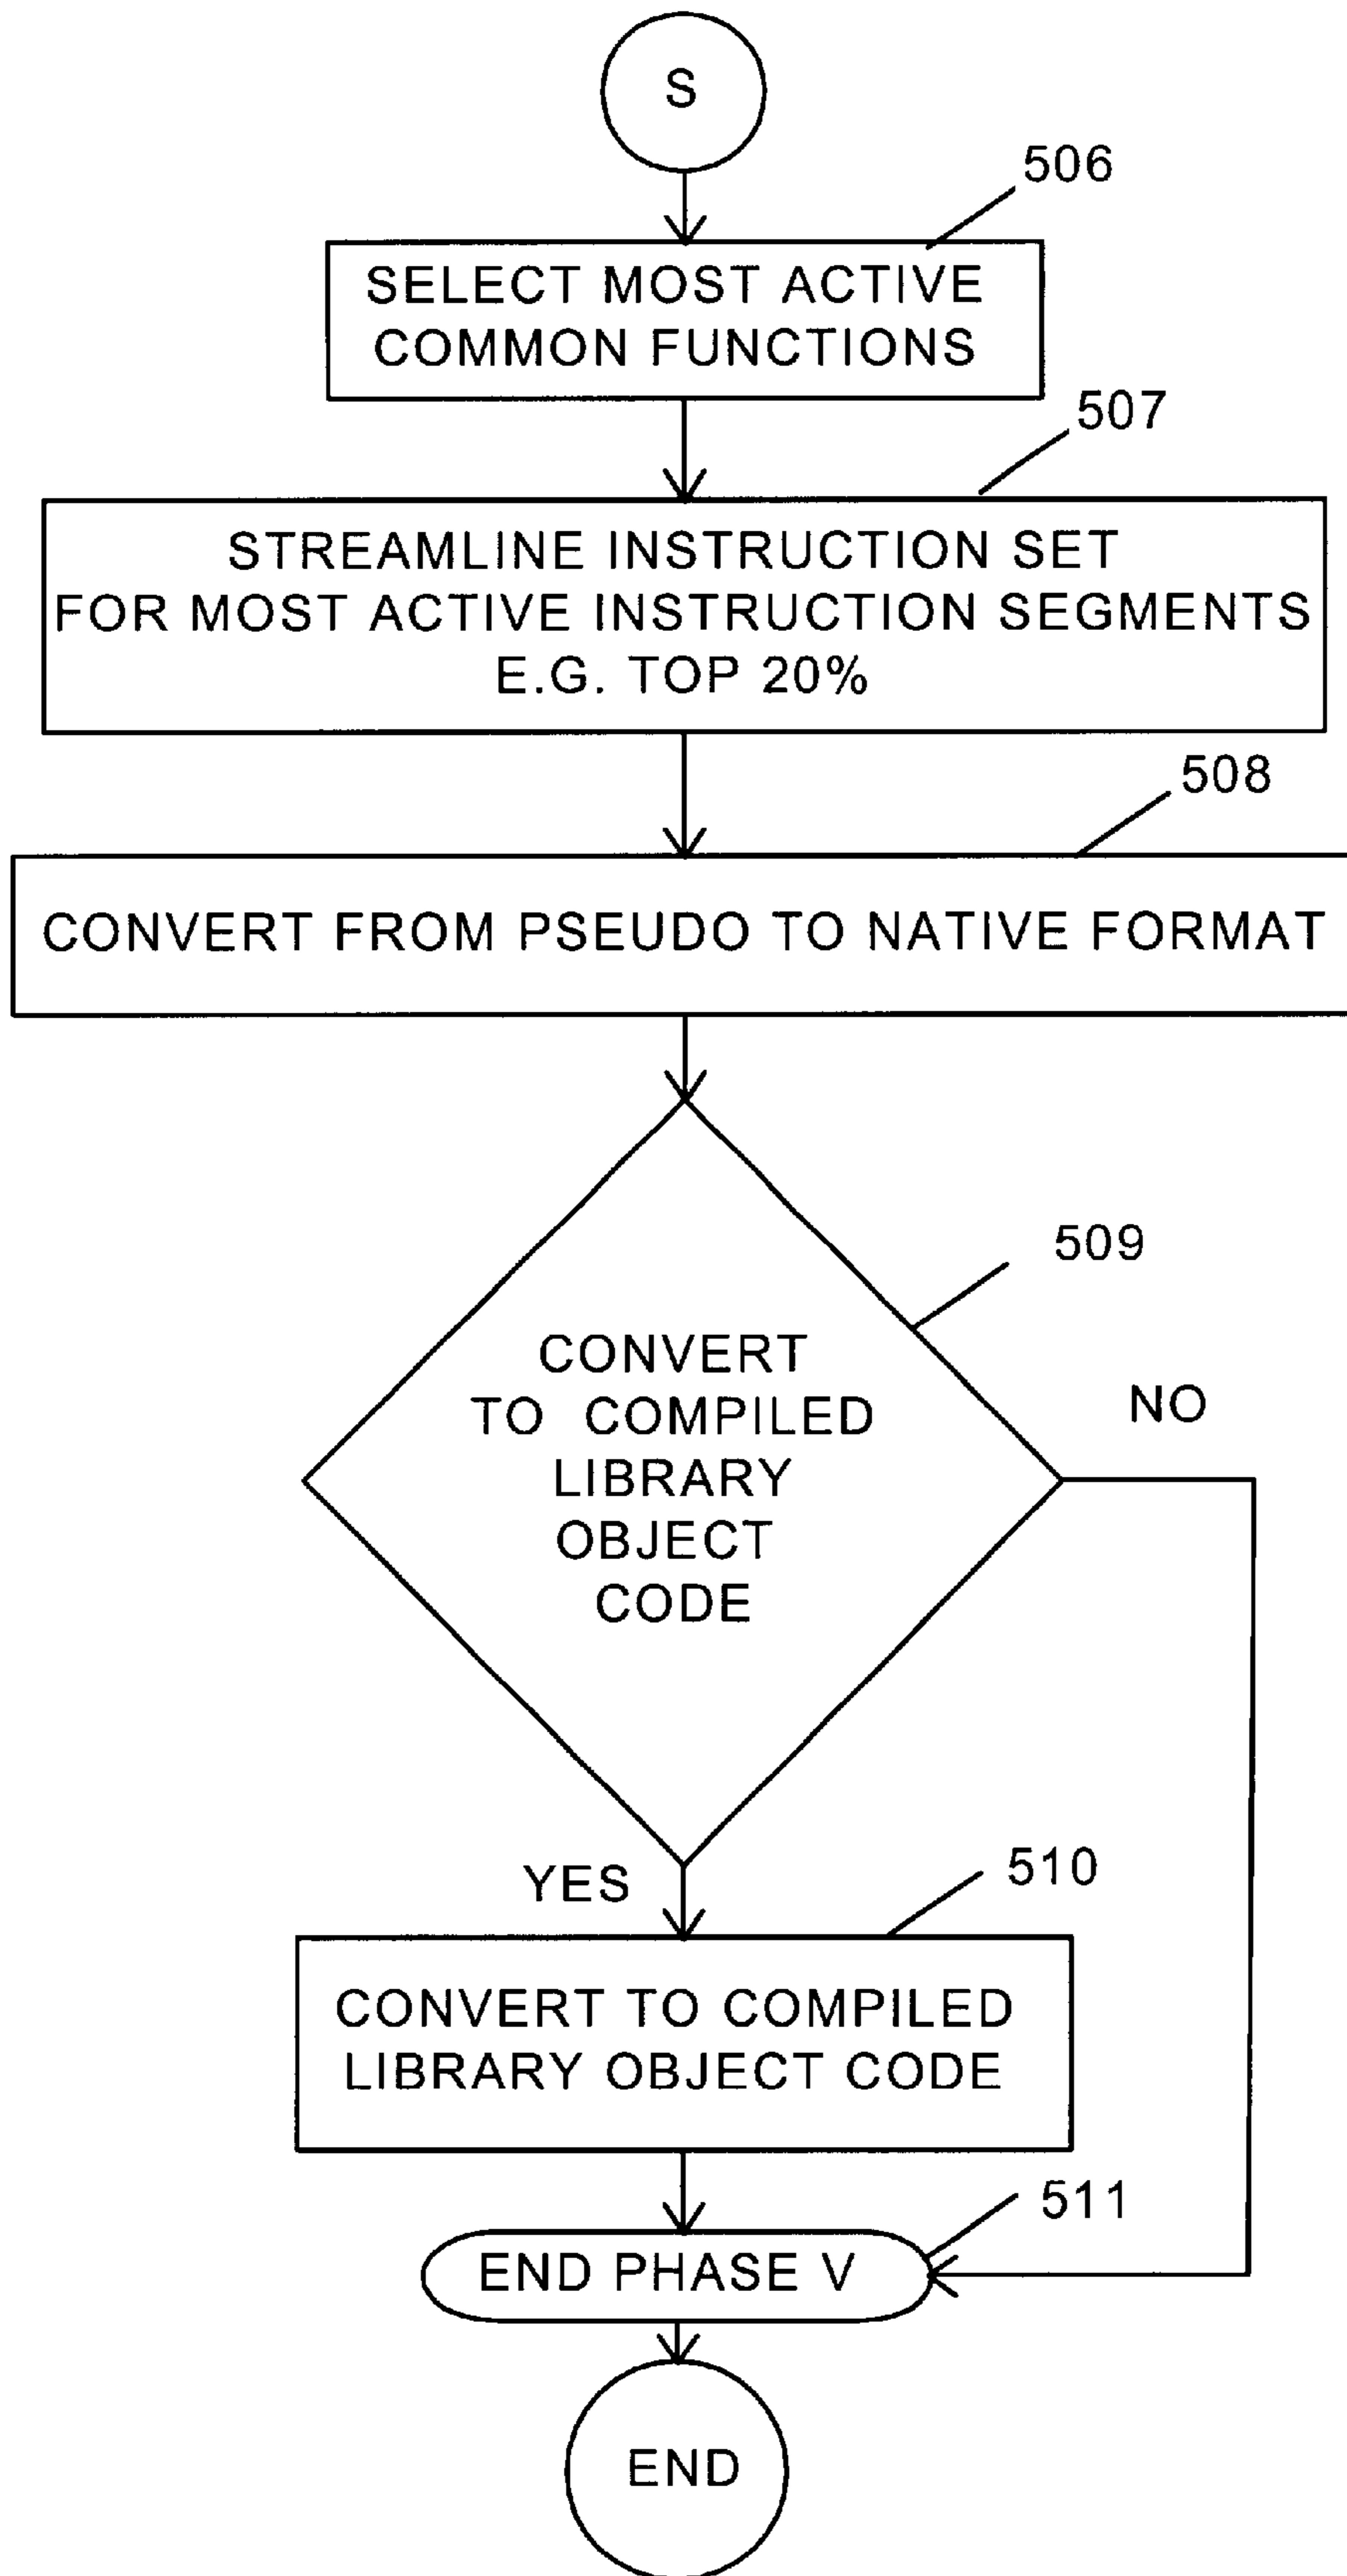 S
506
SELECT MOST ACTIVE
COMMON FUNCTIONS
507
STREAMLINE INSTRUCTION SET
FOR MOST ACTIVE INSTRUCTION SEGMENTS
E.G. TOP 20%
508
CONVERT FROM PSEUDO TO NATIVE FORMAT
509
CONVERT
TO COMPILED
LIBRARY
OBJECT
CODE
NO
YES
510
CONVERT TO COMPILED
LIBRARY OBJECT CODE
511
END PHASE V
END